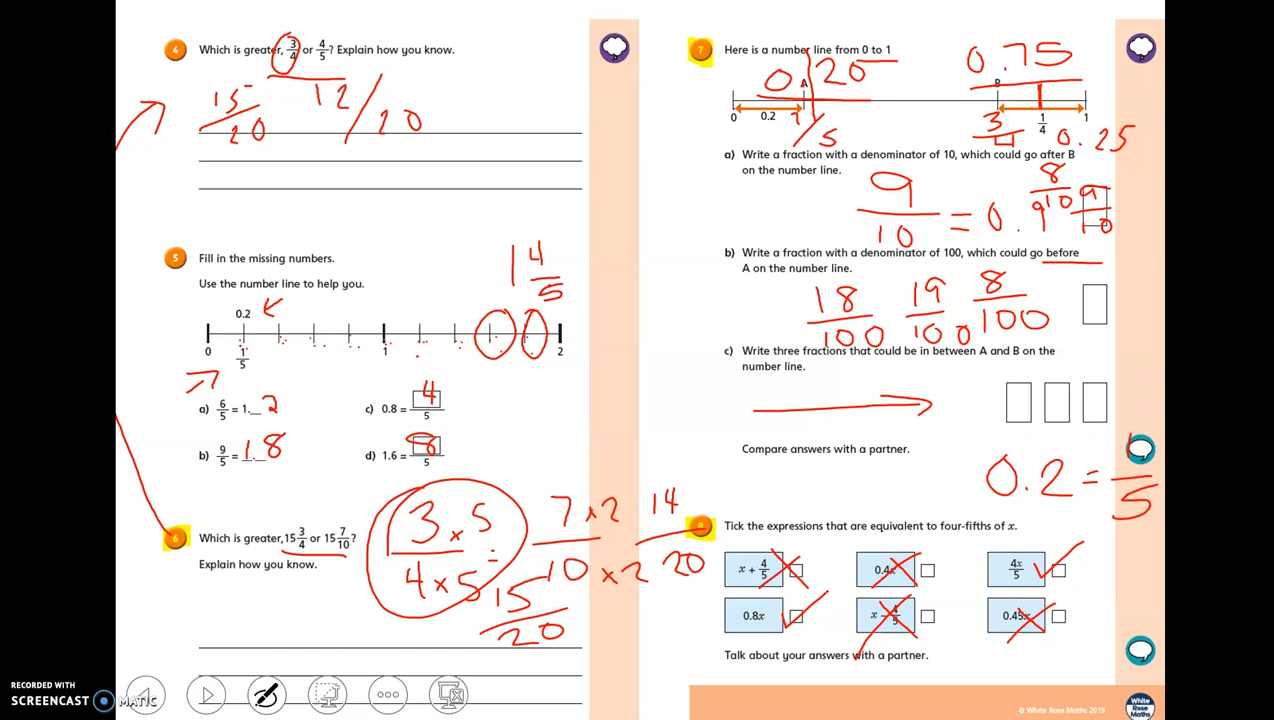 4 Which is greater, 3/4 or 4/5? Explain how you know.
15/20 12/20
5 Fill in the missing numbers.
Use the number line to help you.
1 4/5
0.2
0 1/5 1 2
a) 6/5 = 1._ 2
c) 0.8 = 4/5
b) 9/5 = _._ 1 8
d) 1.6 = 8/5
6 Which is greater, 15 3/4 or 15 7/10?
Explain how you know.
3 × 5 / 4 × 5 = 15/20
7 × 2 / 10 × 2 14/20
7 Here is a number line from 0 to 1
0 20 0.75
A B
0 0.2 1/4 1
1/5 3/4 0.25
a) Write a fraction with a denominator of 10, which could go after B
on the number line.
9/10 = 0.9 8/10 9/10
b) Write a fraction with a denominator of 100, which could go before
A on the number line.
18/100 19/100 8/100
c) Write three fractions that could be in between A and B on the
number line.
Compare answers with a partner.
0.2 = 1/5
8 Tick the expressions that are equivalent to four-fifths of x.
x + 4/5 0.4x 4x/5
0.8x x – 4/5 0.45x
Talk about your answers with a partner.
© White Rose Maths 2019
White Rose Maths
RECORDED WITH
SCREENCAST MATIC